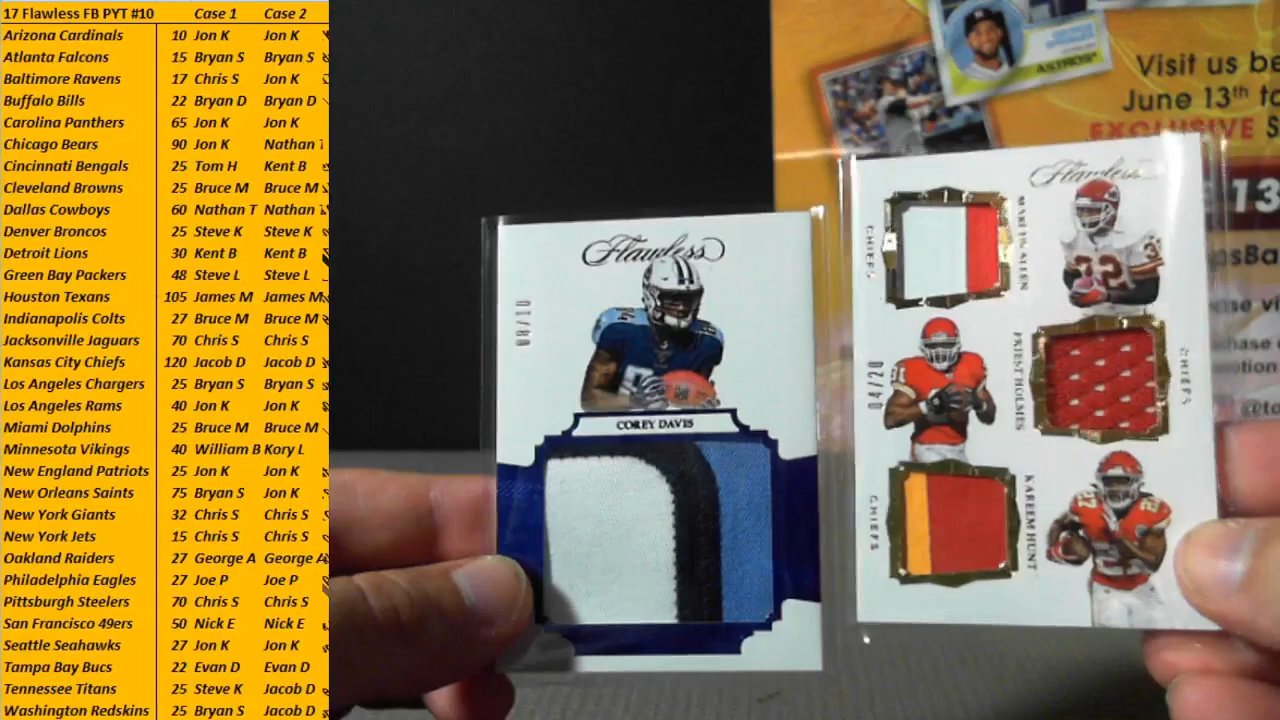 17 Flawless FB PYT #10 Case 1 Case 2
Arizona Cardinals 10 Jon K Jon K
Atlanta Falcons 15 Bryan S Bryan S
Baltimore Ravens 17 Chris S Jon K
Buffalo Bills 22 Bryan D Bryan D
Carolina Panthers 65 Jon K Jon K
Chicago Bears 90 Jon K Nathan T
Cincinnati Bengals 25 Tom H Kent B
Cleveland Browns 25 Bruce M Bruce M
Dallas Cowboys 60 Nathan T Nathan
Denver Broncos 25 Steve K Steve K
Detroit Lions 30 Kent B Kent B
Green Bay Packers 48 Steve L Steve L
Houston Texans 105 James M James M
Indianapolis Colts 27 Bruce M Bruce M
Jacksonville Jaguars 70 Chris S Chris S
Kansas City Chiefs 120 Jacob D Jacob D
Los Angeles Chargers 25 Bryan S Bryan S
Los Angeles Rams 40 Jon K Jon K
Miami Dolphins 25 Bruce M Bruce M
Minnesota Vikings 40 William B Kory L
New England Patriots 25 Jon K Jon K
New Orleans Saints 75 Bryan S Jon K
New York Giants 32 Chris S Chris S
New York Jets 15 Chris S Chris S
Oakland Raiders 27 George A George A
Philadelphia Eagles 27 Joe P Joe P
Pittsburgh Steelers 70 Chris S Chris S
San Francisco 49ers 50 Nick E Nick E
Seattle Seahawks 27 Jon K Jon K
Tampa Bay Bucs 22 Evan D Evan D
Tennessee Titans 25 Steve K Jacob D
Washington Redskins 25 Bryan S Jacob D
Flawless
08/10
COREY DAVIS
Flawless
CHIEFS
MARCUS ALLEN
04/20
PRIEST HOLMES
CHIEFS
CHIEFS
KAREEM HUNT
ASTROS
Visit us be
June 13th to
EXCLUSIVE S
13
sBa